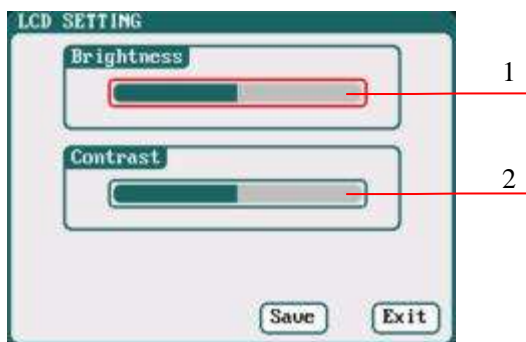 LCD SETTING
Brightness
1
Contrast
2
Save Exit